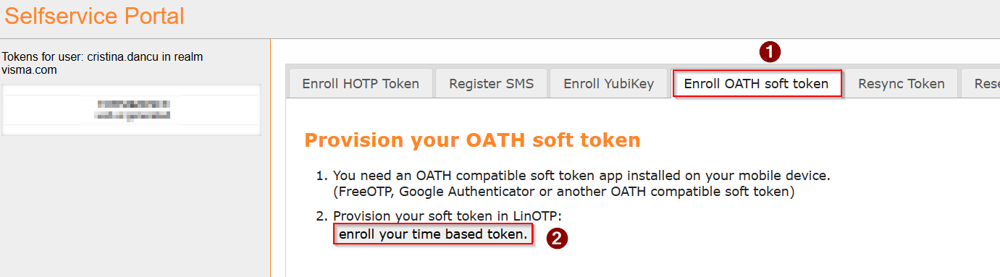 Selfservice Portal
Tokens for user: cristina.dancu in realm
visma.com
1
Enroll HOTP Token
Register SMS
Enroll YubiKey
Enroll OATH soft token
Resync Token
Rese
Provision your OATH soft token
1. You need an OATH compatible soft token app installed on your mobile device.
(FreeOTP, Google Authenticator or another OATH compatible soft token)
2. Provision your soft token in LinOTP:
enroll your time based token.
2